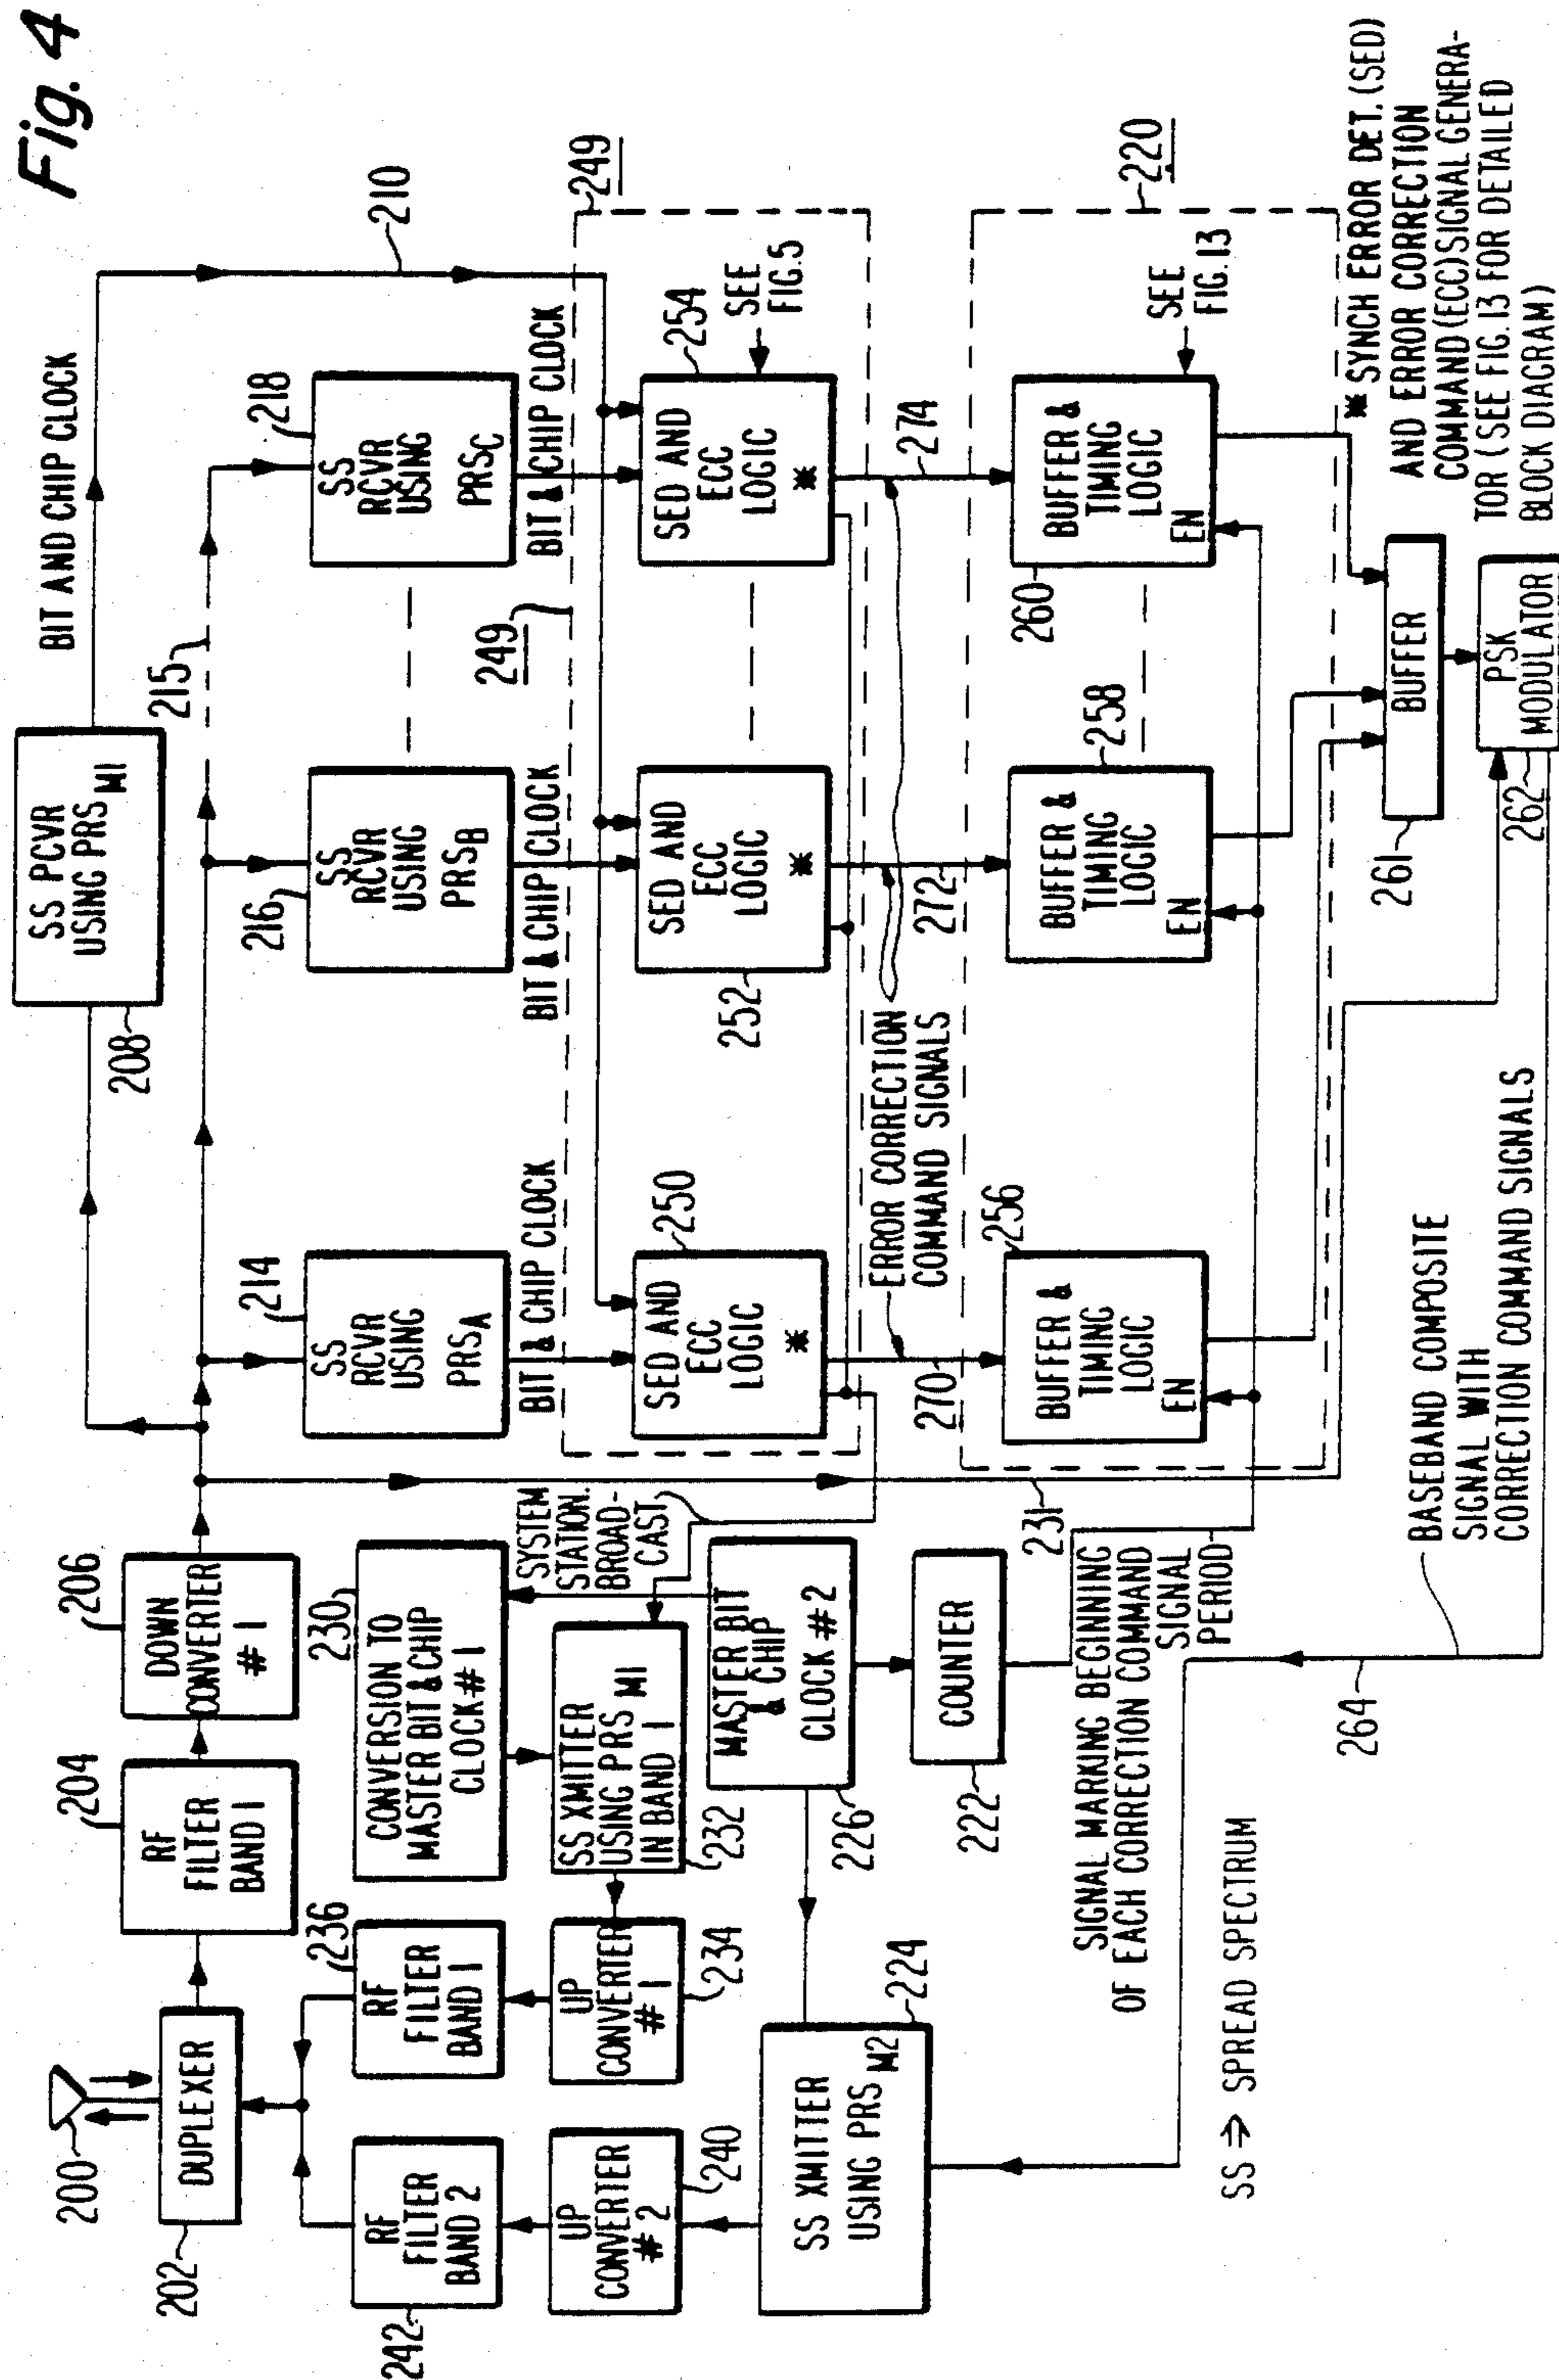 Fig. 4
200
202
DUPLEXER
204
RF
FILTER
BAND 1
206
DOWN
CONVERTER
# 1
208
SS PCVR
USING PRS M1
BIT AND CHIP CLOCK
210
215
214
SS
RCVR
USING
PRS A
216
SS
RCVR
USING
PRS B
218
SS
RCVR
USING
PRS C
BIT & CHIP CLOCK
BIT & CHIP CLOCK
BIT & CHIP CLOCK
249
249
250
SED AND
ECC
LOGIC
*
252
SED AND
ECC
LOGIC
*
254
SED AND
ECC
LOGIC
*
SEE
FIG. 5
270
272
274
ERROR CORRECTION
COMMAND SIGNALS
220
256
BUFFER &
TIMING
LOGIC
EN
258
BUFFER &
TIMING
LOGIC
EN
260
BUFFER &
TIMING
LOGIC
EN
SEE
FIG. 13
* SYNCH ERROR DET. (SED)
AND ERROR CORRECTION
COMMAND (ECC) SIGNAL GENERA-
TOR (SEE FIG. 13 FOR DETAILED
BLOCK DIAGRAM)
261
BUFFER
262
PSK
MODULATOR
242
RF
FILTER
BAND 2
236
RF
FILTER
BAND 1
230
CONVERSION TO
MASTER BIT & CHIP
CLOCK # 1
SYSTEM
STATION.
BROAD-
CAST
240
UP
CONVERTER
# 2
234
UP
CONVERTER
# 1
232
SS XMITTER
USING PRS M1
IN BAND 1
226
MASTER BIT
& CHIP
CLOCK # 2
224
SS XMITTER
USING PRS M2
222
COUNTER
231
SIGNAL MARKING BEGINNING
OF EACH CORRECTION COMMAND
SIGNAL
PERIOD
264
BASEBAND COMPOSITE
SIGNAL WITH
CORRECTION COMMAND SIGNALS
SS ⇒ SPREAD SPECTRUM